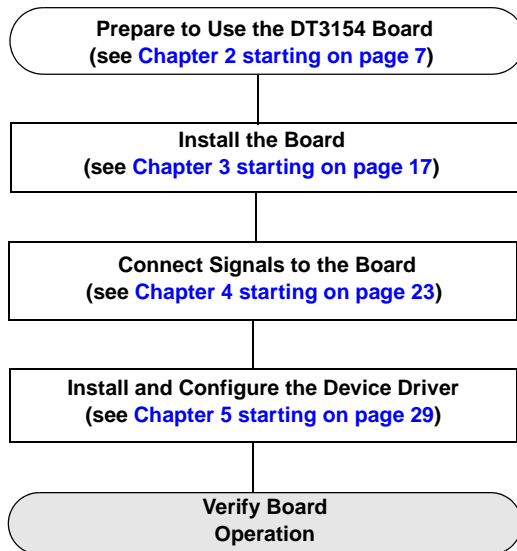 Prepare to Use the DT3154 Board
(see Chapter 2 starting on page 7)
Install the Board
(see Chapter 3 starting on page 17)
Connect Signals to the Board
(see Chapter 4 starting on page 23)
Install and Configure the Device Driver
(see Chapter 5 starting on page 29)
Verify Board
Operation